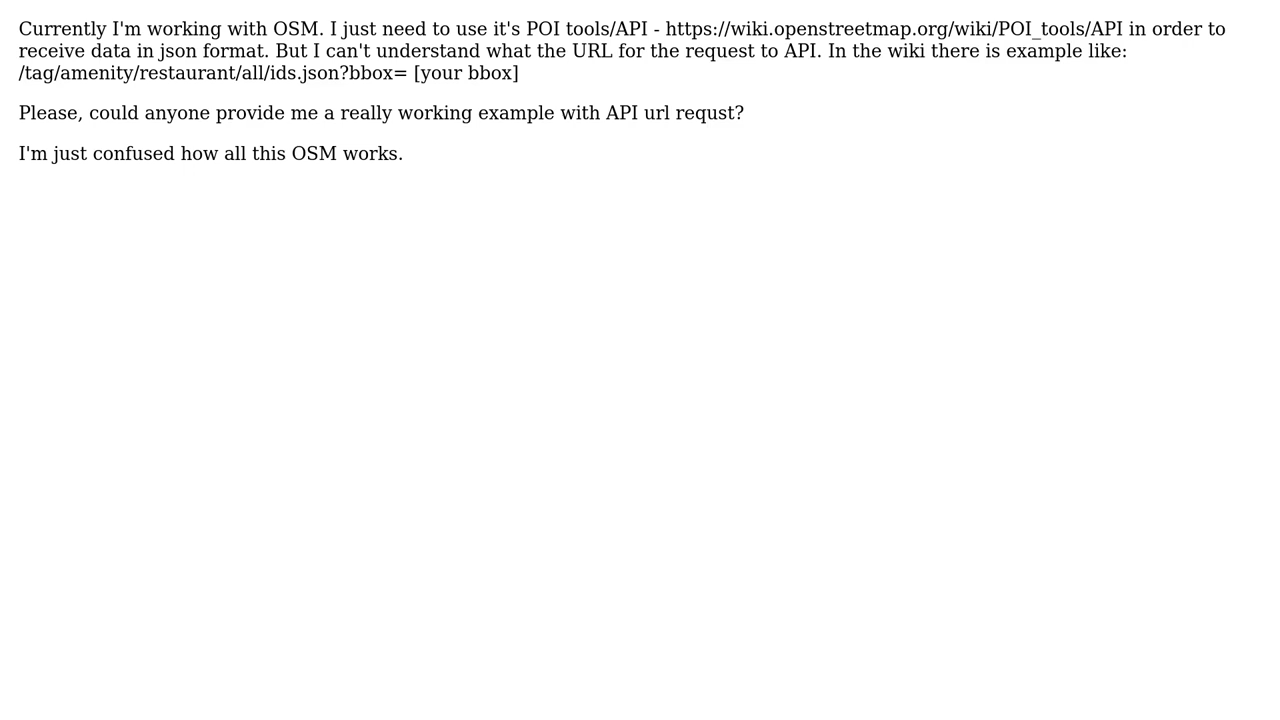 Currently I'm working with OSM. I just need to use it's POI tools/API - https://wiki.openstreetmap.org/wiki/POI_tools/API in order to
receive data in json format. But I can't understand what the URL for the request to API. In the wiki there is example like:
/tag/amenity/restaurant/all/ids.json?bbox= [your bbox]
Please, could anyone provide me a really working example with API url requst?
I'm just confused how all this OSM works.